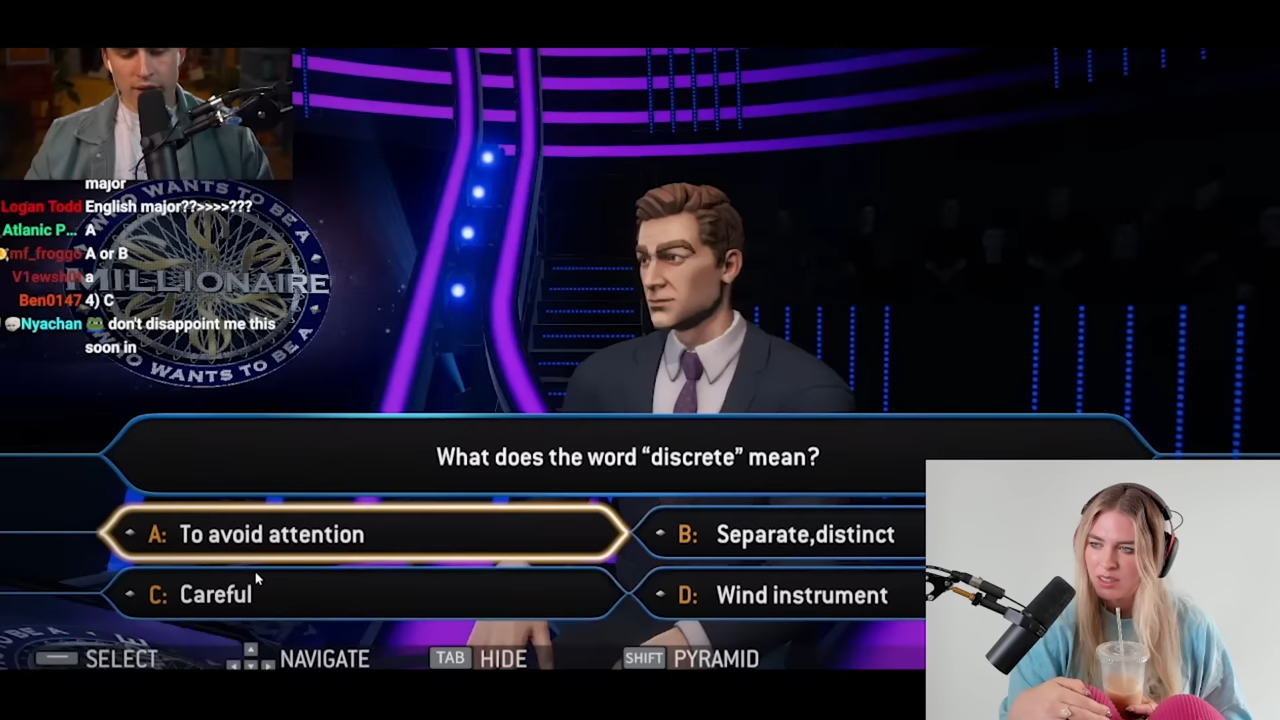 major
Logan Todd English major??>>>>???
Atlanic P... A
mf_froggo A or B
a
Ben0147 4) C
Nyachan don't disappoint me this
soon in
WHO WANTS TO BE A
MILLIONAIRE
WHO WANTS TO BE A
What does the word “discrete” mean?
A: To avoid attention
B: Separate,distinct
C: Careful
D: Wind instrument
SELECT
NAVIGATE
TAB HIDE
SHIFT PYRAMID